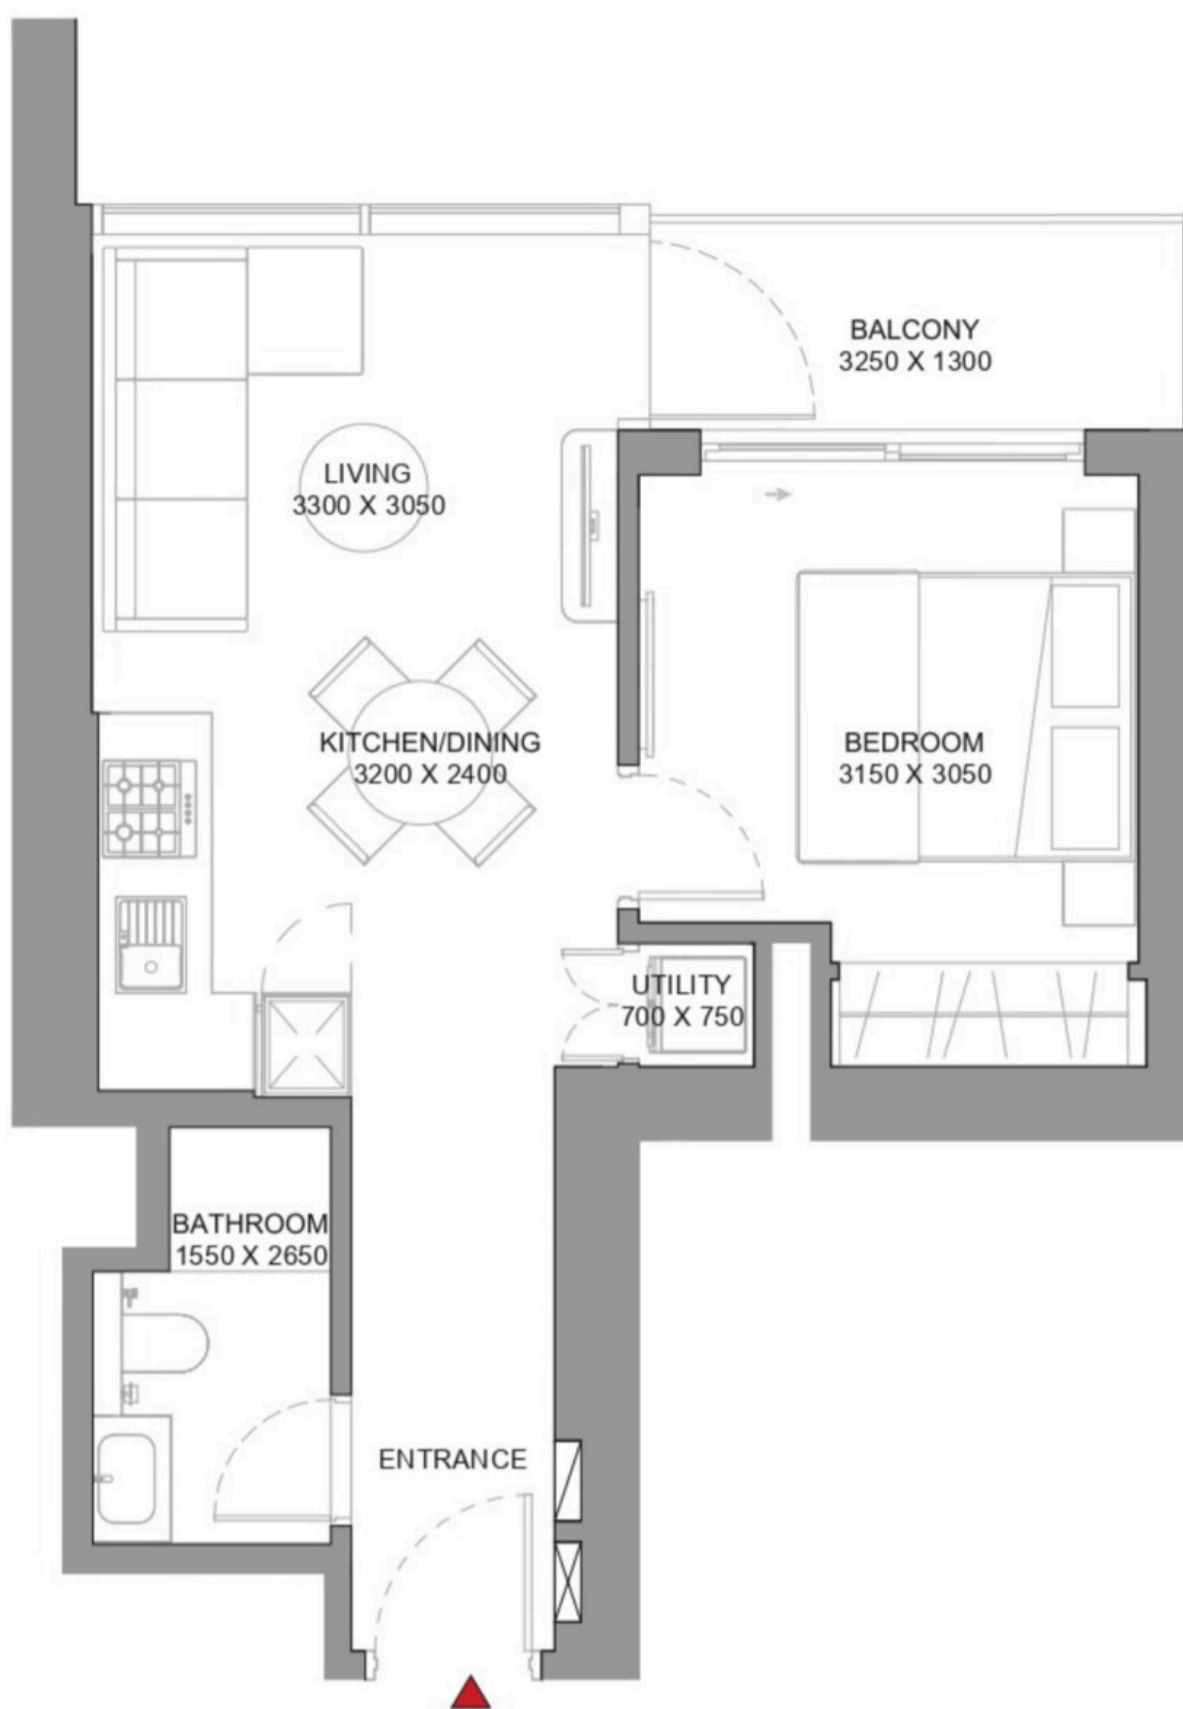 BALCONY
3250 X 1300
LIVING
3300 X 3050
KITCHEN/DINING
3200 X 2400
BEDROOM
3150 X 3050
UTILITY
700 X 750
BATHROOM
1550 X 2650
ENTRANCE